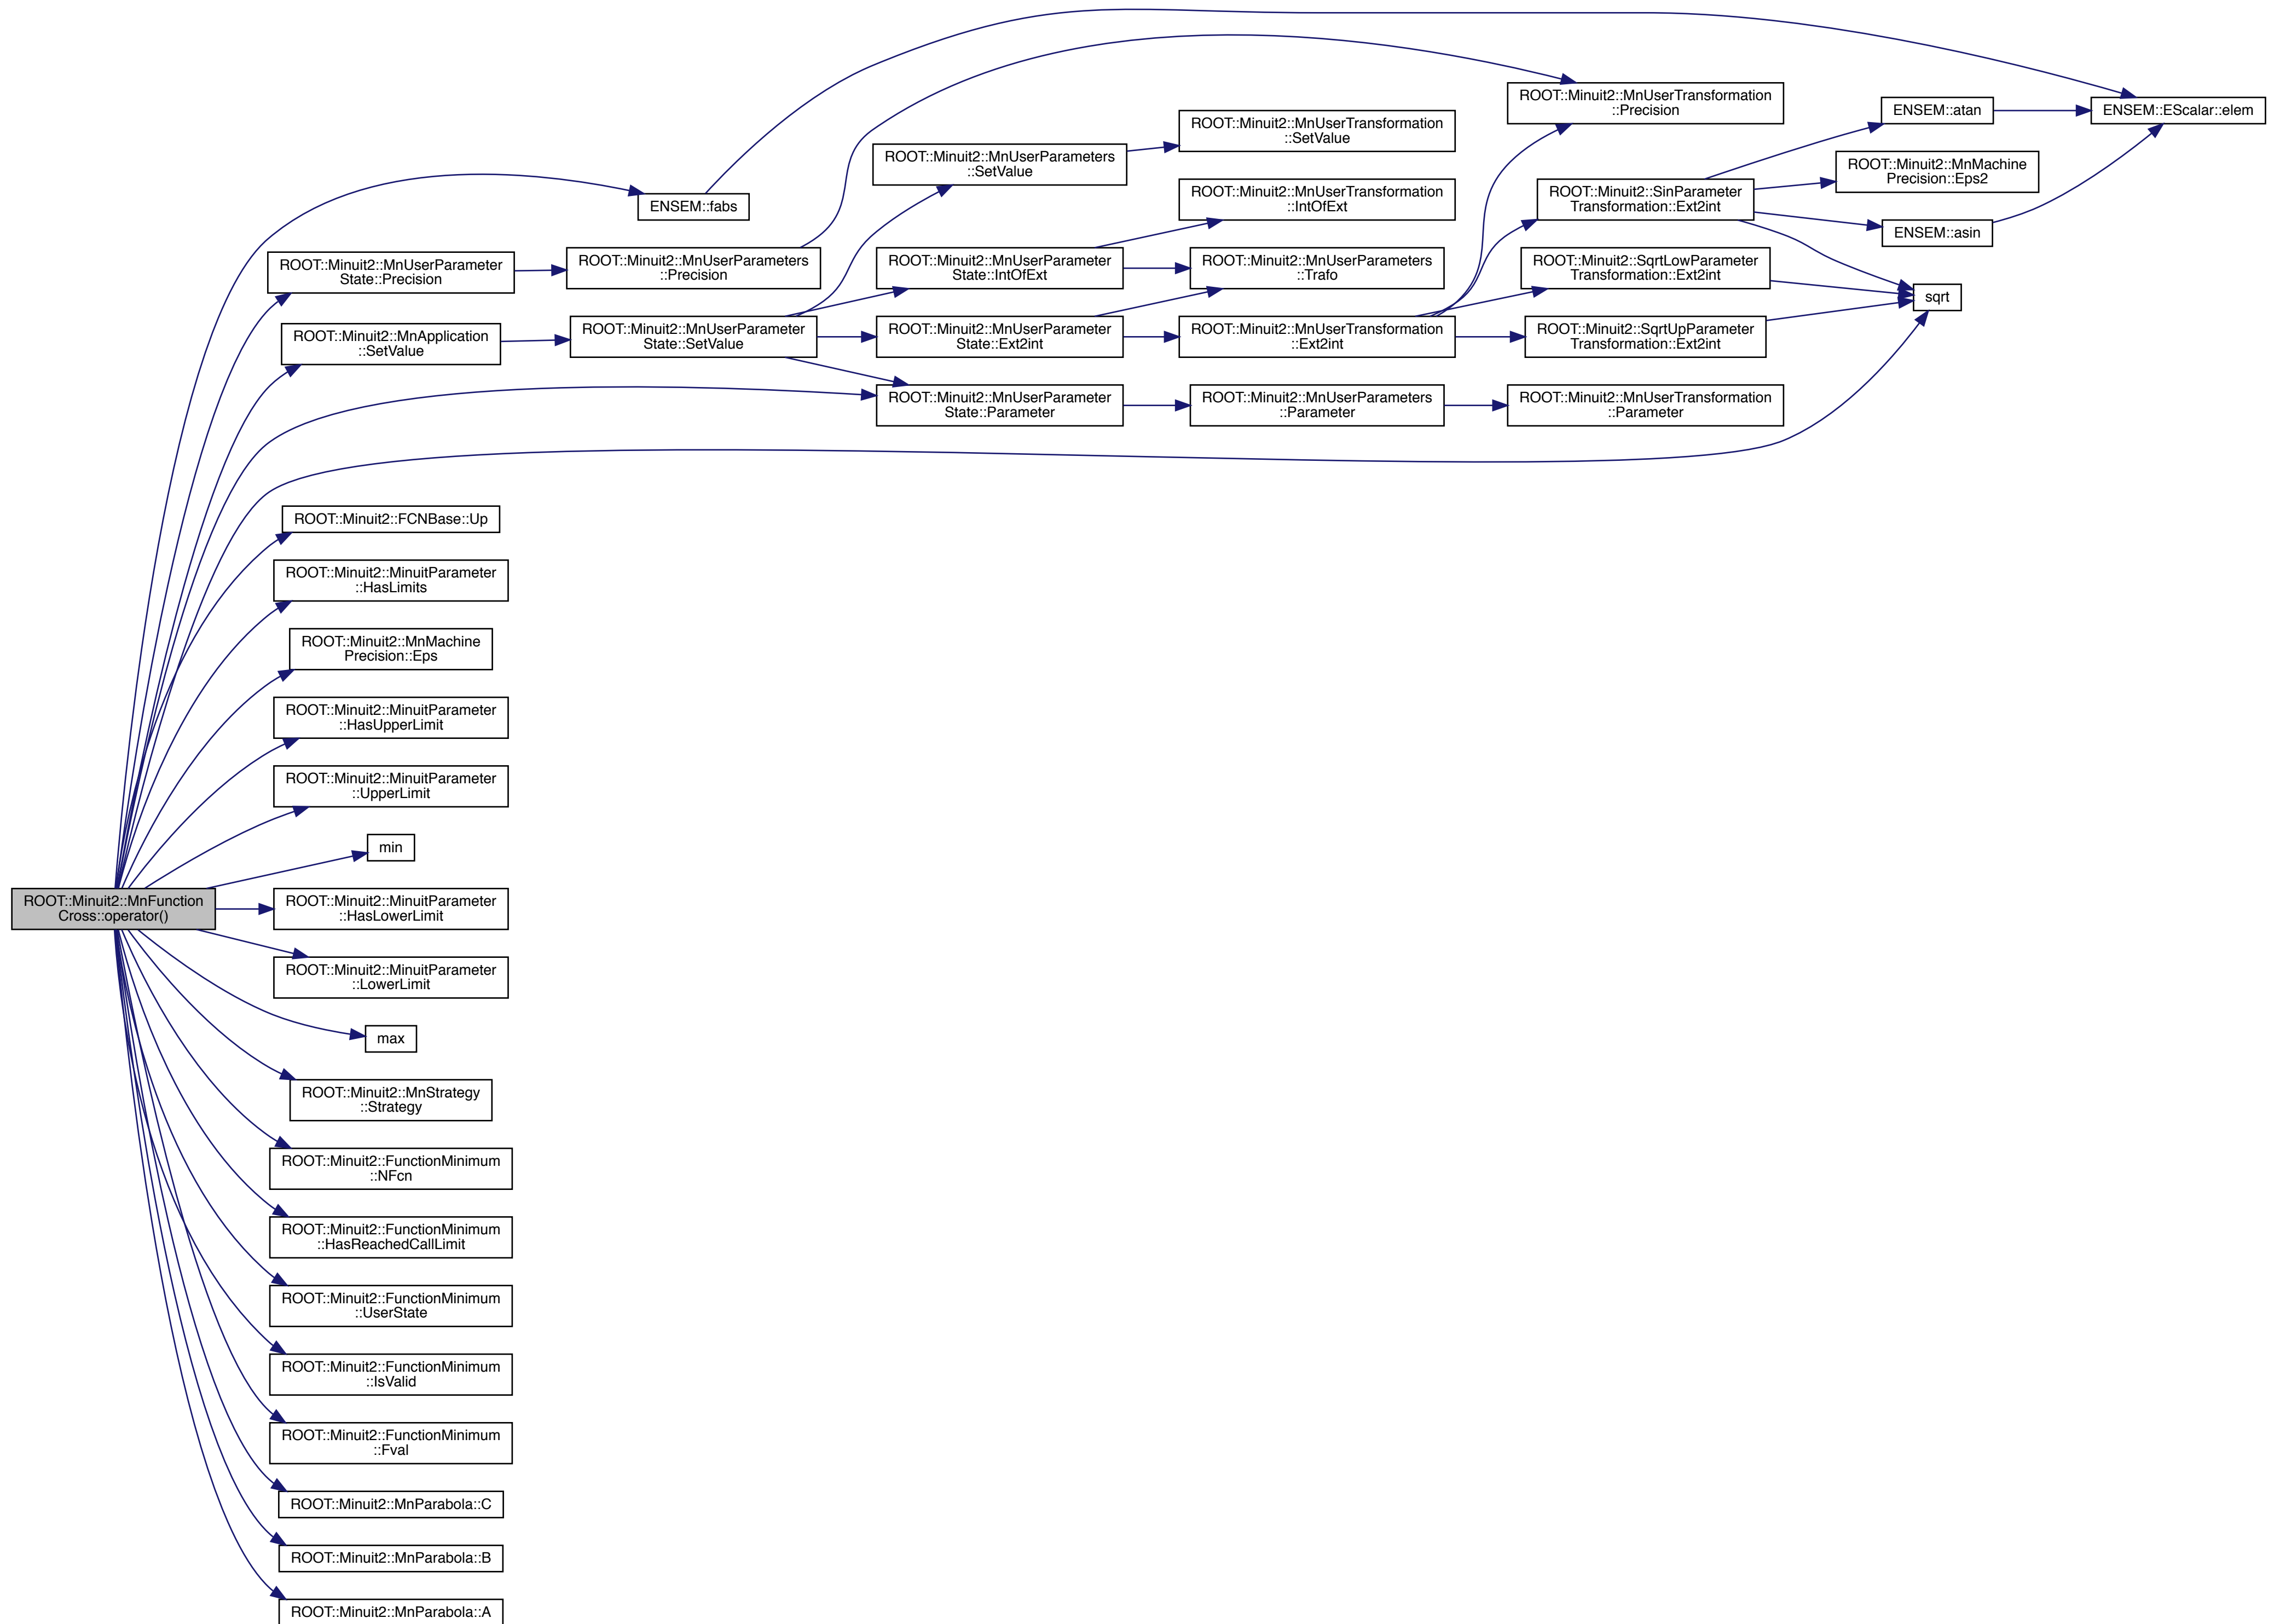 ROOT::Minuit2::MnFunction
Cross::operator()
ENSEM::fabs
ROOT::Minuit2::MnUserParameter
State::Precision
ROOT::Minuit2::MnUserParameters
::Precision
ROOT::Minuit2::MnUserTransformation
::Precision
ROOT::Minuit2::MnApplication
::SetValue
ROOT::Minuit2::MnUserParameter
State::SetValue
ROOT::Minuit2::MnUserParameters
::SetValue
ROOT::Minuit2::MnUserTransformation
::SetValue
ROOT::Minuit2::MnUserParameter
State::IntOfExt
ROOT::Minuit2::MnUserTransformation
::IntOfExt
ROOT::Minuit2::MnUserParameters
::Trafo
ROOT::Minuit2::MnUserParameter
State::Ext2int
ROOT::Minuit2::MnUserTransformation
::Ext2int
ROOT::Minuit2::SinParameter
Transformation::Ext2int
ROOT::Minuit2::SqrtLowParameter
Transformation::Ext2int
ROOT::Minuit2::SqrtUpParameter
Transformation::Ext2int
ENSEM::atan
ROOT::Minuit2::MnMachine
Precision::Eps2
ENSEM::asin
ENSEM::EScalar::elem
sqrt
ROOT::Minuit2::MnUserParameter
State::Parameter
ROOT::Minuit2::MnUserParameters
::Parameter
ROOT::Minuit2::MnUserTransformation
::Parameter
ROOT::Minuit2::FCNBase::Up
ROOT::Minuit2::MinuitParameter
::HasLimits
ROOT::Minuit2::MnMachine
Precision::Eps
ROOT::Minuit2::MinuitParameter
::HasUpperLimit
ROOT::Minuit2::MinuitParameter
::UpperLimit
min
ROOT::Minuit2::MinuitParameter
::HasLowerLimit
ROOT::Minuit2::MinuitParameter
::LowerLimit
max
ROOT::Minuit2::MnStrategy
::Strategy
ROOT::Minuit2::FunctionMinimum
::NFcn
ROOT::Minuit2::FunctionMinimum
::HasReachedCallLimit
ROOT::Minuit2::FunctionMinimum
::UserState
ROOT::Minuit2::FunctionMinimum
::IsValid
ROOT::Minuit2::FunctionMinimum
::Fval
ROOT::Minuit2::MnParabola::C
ROOT::Minuit2::MnParabola::B
ROOT::Minuit2::MnParabola::A